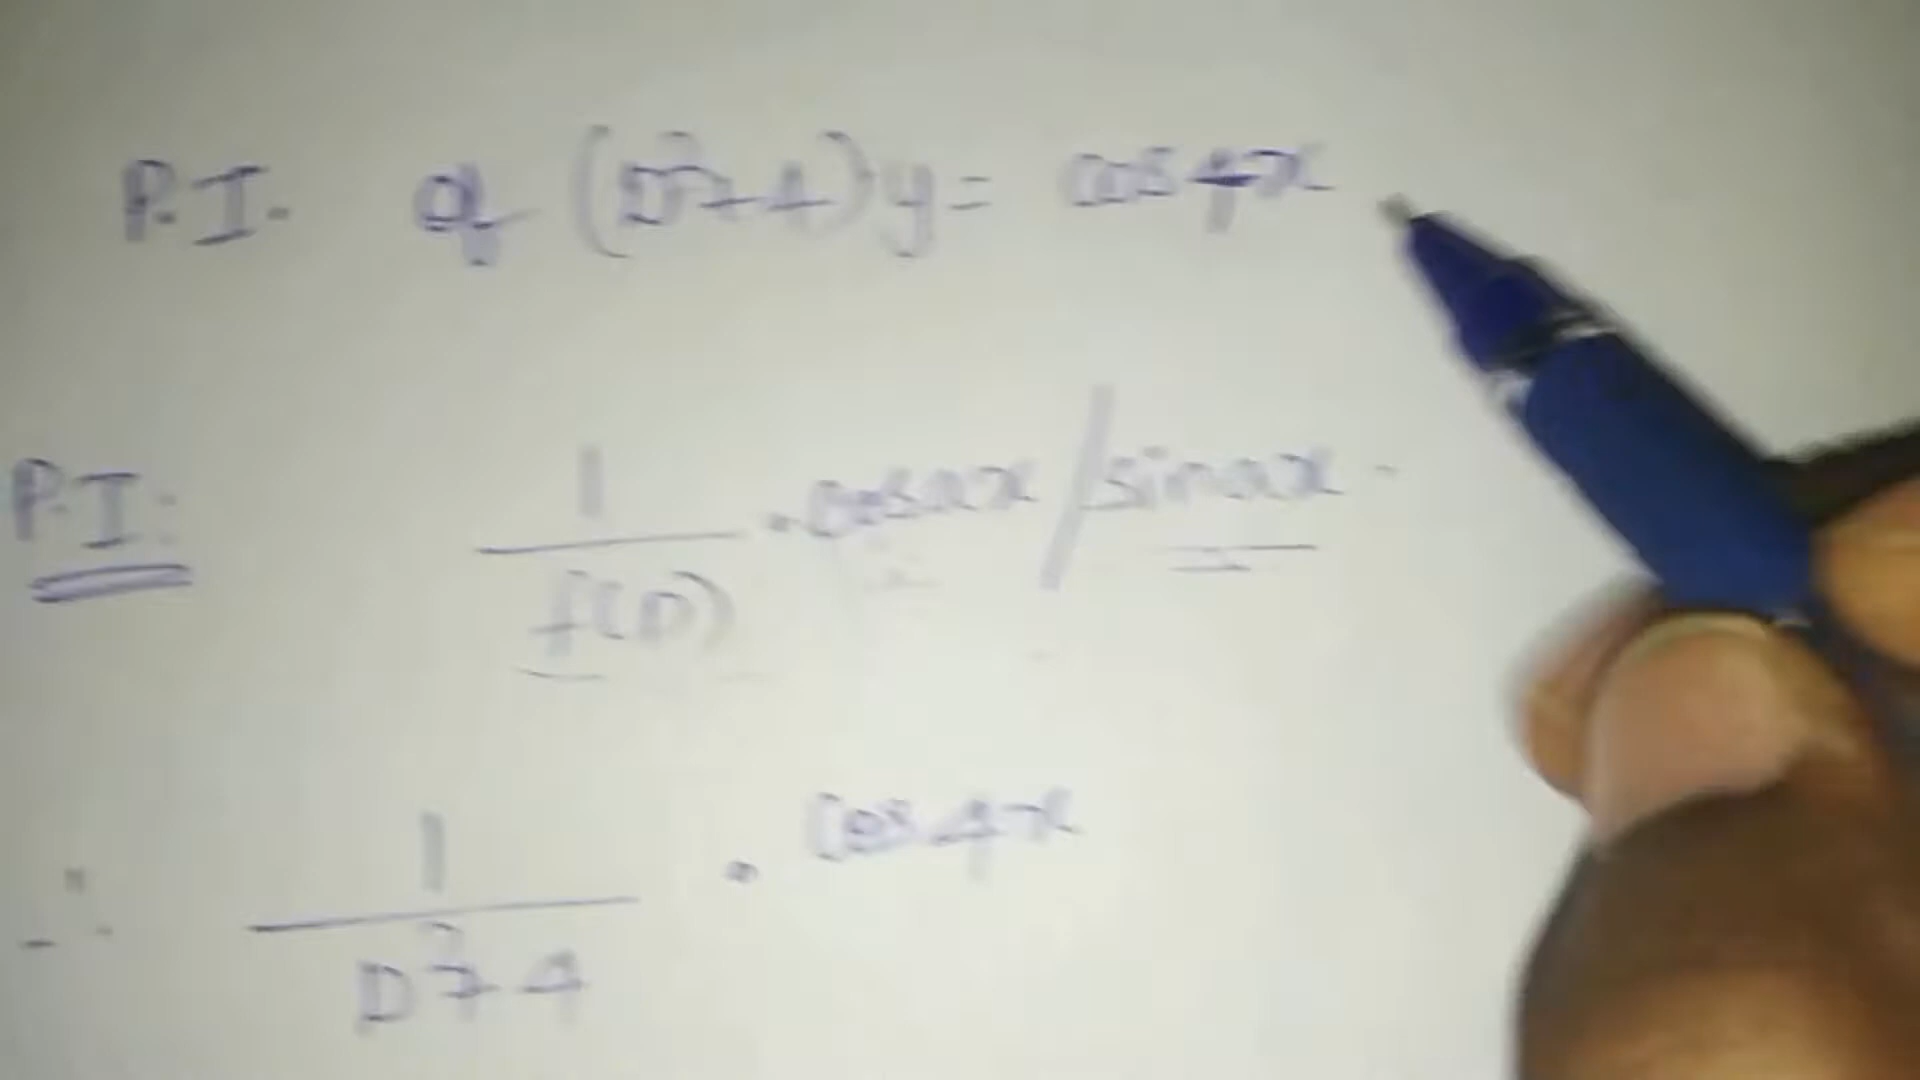 P.I. of (D²+4)y = cos4x
P.I: 1/f(D) . cosax / sinax .
∴ 1/D²+4 . cos4x